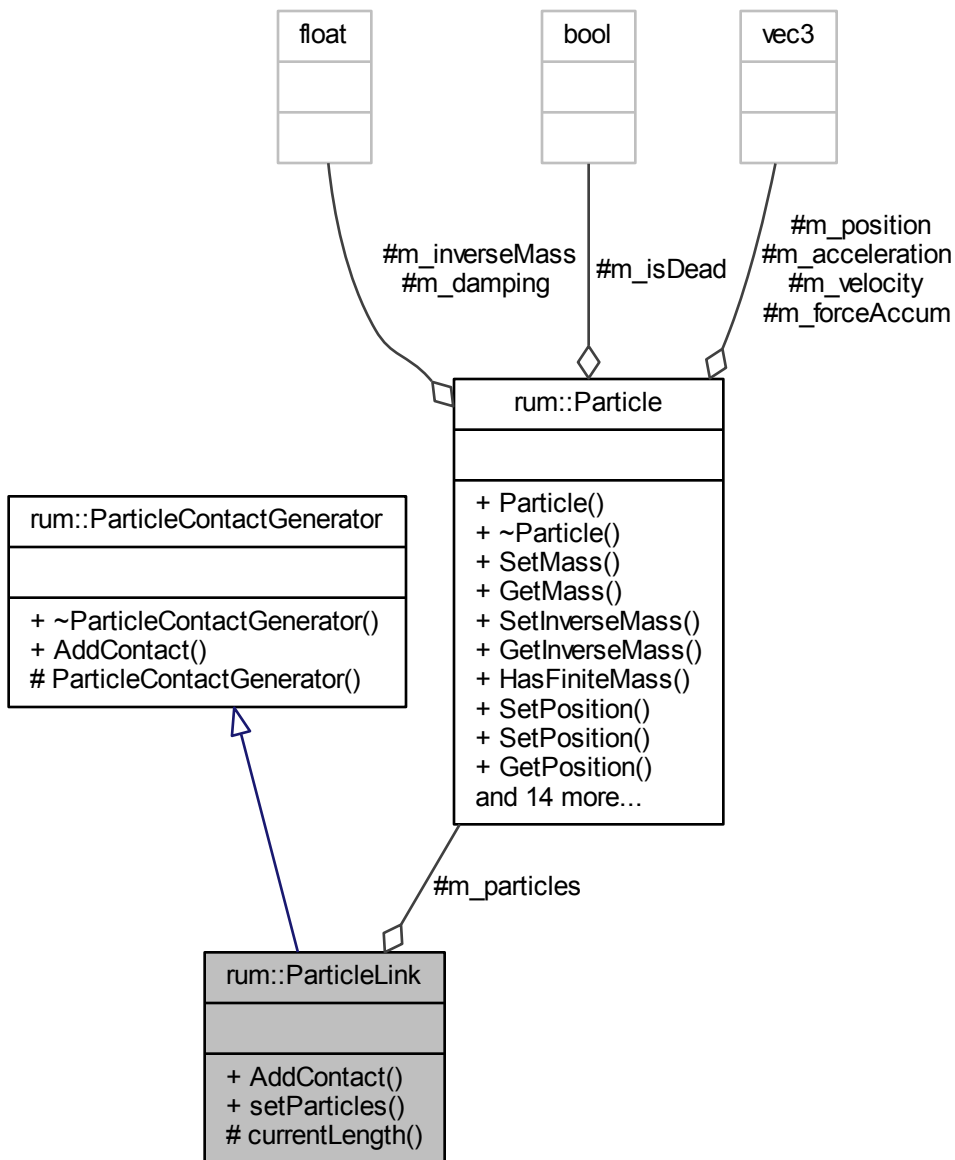 float
bool
vec3
#m_inverseMass
#m_damping
#m_isDead
#m_position
#m_acceleration
#m_velocity
#m_forceAccum
rum::Particle
+ Particle()
+ ~Particle()
+ SetMass()
+ GetMass()
+ SetInverseMass()
+ GetInverseMass()
+ HasFiniteMass()
+ SetPosition()
+ SetPosition()
+ GetPosition()
and 14 more...
rum::ParticleContactGenerator
+ ~ParticleContactGenerator()
+ AddContact()
# ParticleContactGenerator()
#m_particles
rum::ParticleLink
+ AddContact()
+ setParticles()
# currentLength()